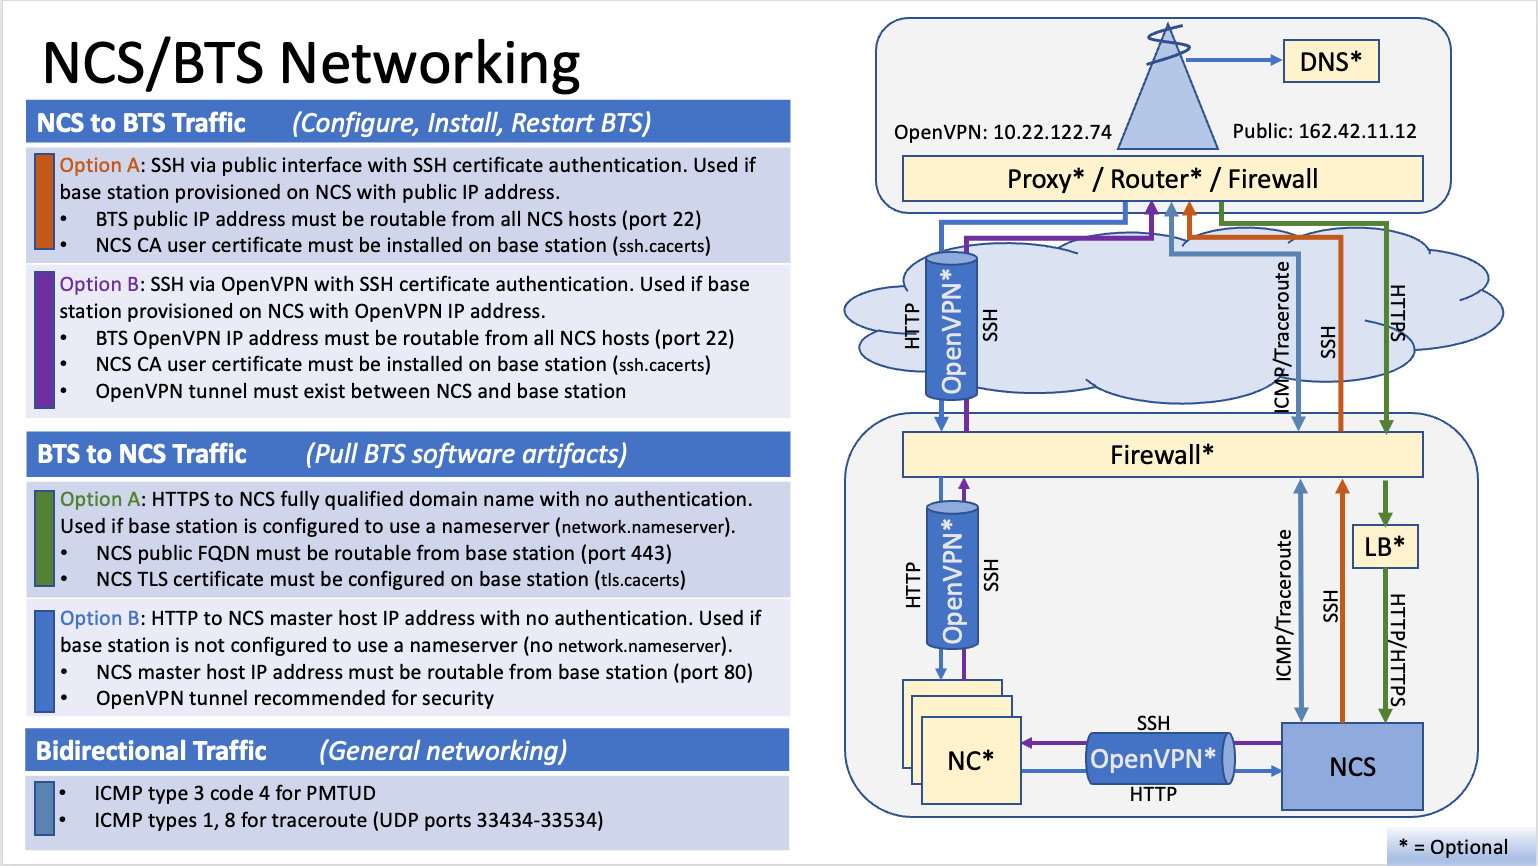 NCS/BTS Networking
NCS to BTS Traffic (Configure, Install, Restart BTS)
Option A: SSH via public interface with SSH certificate authentication. Used if
base station provisioned on NCS with public IP address.
• BTS public IP address must be routable from all NCS hosts (port 22)
• NCS CA user certificate must be installed on base station (ssh.cacerts)
Option B: SSH via OpenVPN with SSH certificate authentication. Used if base
station provisioned on NCS with OpenVPN IP address.
• BTS OpenVPN IP address must be routable from all NCS hosts (port 22)
• NCS CA user certificate must be installed on base station (ssh.cacerts)
• OpenVPN tunnel must exist between NCS and base station
BTS to NCS Traffic (Pull BTS software artifacts)
Option A: HTTPS to NCS fully qualified domain name with no authentication.
Used if base station is configured to use a nameserver (network.nameserver).
• NCS public FQDN must be routable from base station (port 443)
• NCS TLS certificate must be configured on base station (tls.cacerts)
Option B: HTTP to NCS master host IP address with no authentication. Used if
base station is not configured to use a nameserver (no network.nameserver).
• NCS master host IP address must be routable from base station (port 80)
• OpenVPN tunnel recommended for security
Bidirectional Traffic (General networking)
• ICMP type 3 code 4 for PMTUD
• ICMP types 1, 8 for traceroute (UDP ports 33434-33534)
DNS*
OpenVPN: 10.22.122.74
Public: 162.42.11.12
Proxy* / Router* / Firewall
HTTP
OpenVPN*
SSH
ICMP/Traceroute
SSH
HTTPS
Firewall*
HTTP
OpenVPN*
SSH
ICMP/Traceroute
SSH
LB*
HTTP/HTTPS
NC*
SSH
OpenVPN*
HTTP
NCS
* = Optional